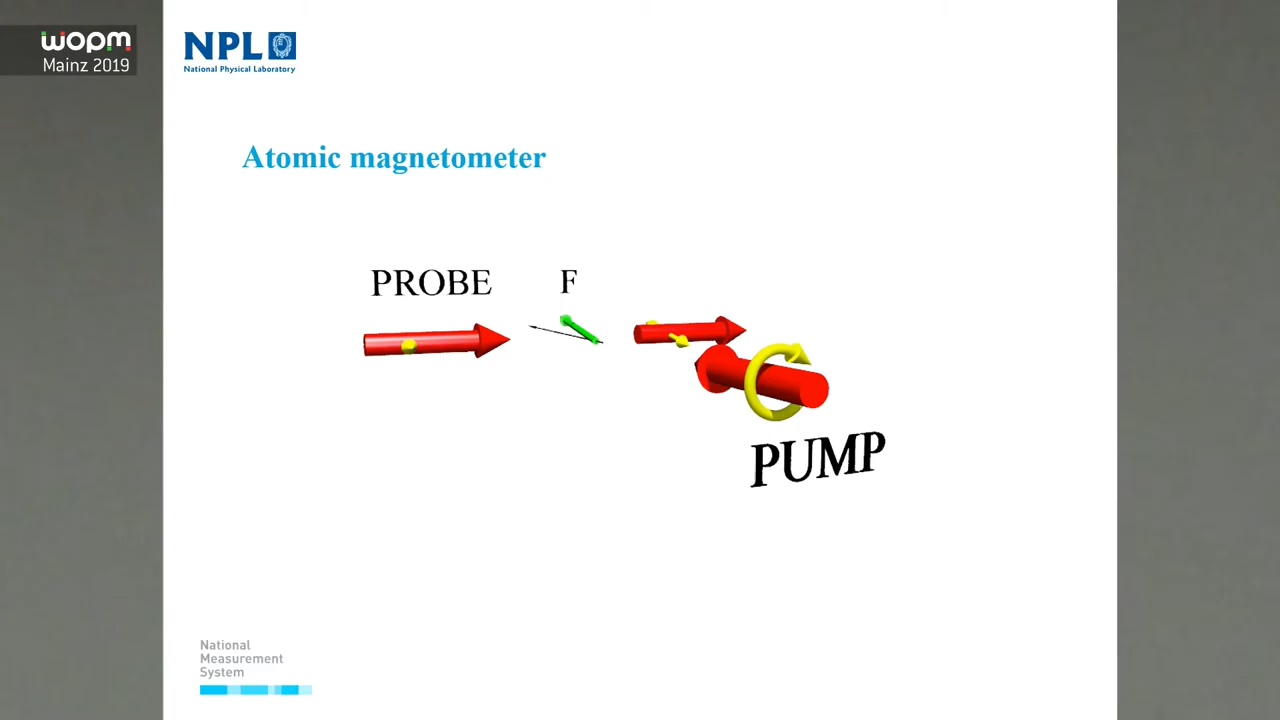 wopm
Mainz 2019
NPL
National Physical Laboratory
Atomic magnetometer
PROBE
F
PUMP
National
Measurement
System